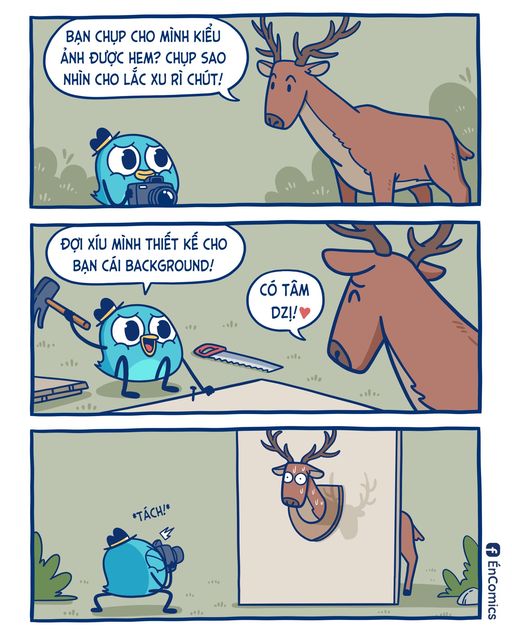 BẠN CHỤP CHO MÌNH KIỂU
ẢNH ĐƯỢC HEM? CHỤP SAO
NHÌN CHO LẮC XU RÌ CHÚT!
ĐỢI XÍU MÌNH THIẾT KẾ CHO
BẠN CÁI BACKGROUND!
CÓ TÂM
DZỊ!
*TÁCH!*
ÉnComics